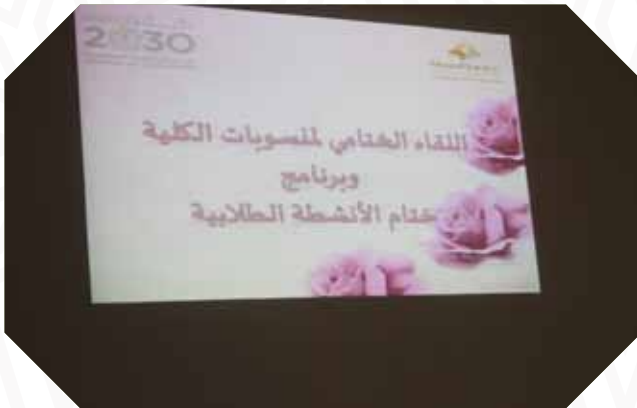 2030
اللقاء الختامي لمنسوبات الكلية
وبرنامج
ختام الأنشطة الطلابية